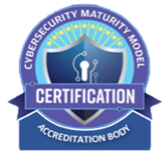 CYBERSECURITY MATURITY MODEL
CERTIFICATION
ACCREDITATION BODY